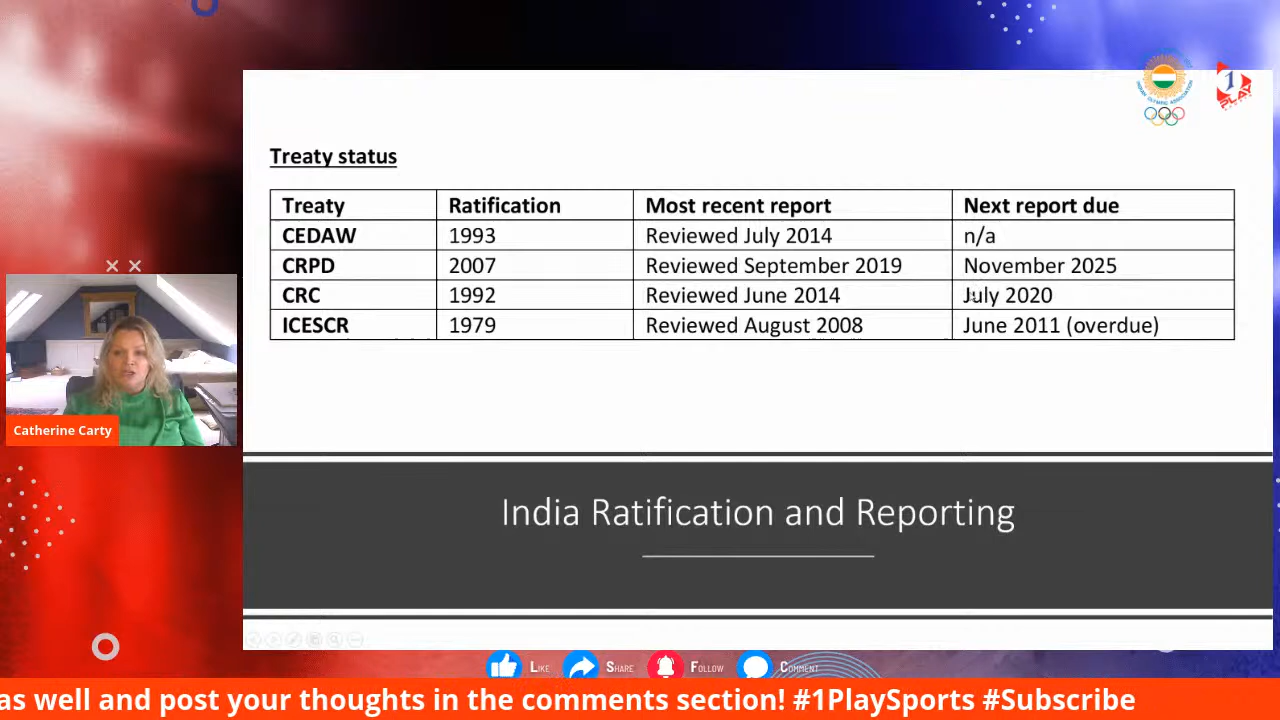 1
PLAY
Treaty status
Treaty Ratification Most recent report Next report due
CEDAW 1993 Reviewed July 2014 n/a
CRPD 2007 Reviewed September 2019 November 2025
CRC 1992 Reviewed June 2014 July 2020
ICESCR 1979 Reviewed August 2008 June 2011 (overdue)
Catherine Carty
India Ratification and Reporting
LIKE SHARE FOLLOW COMMENT
as well and post your thoughts in the comments section! #1PlaySports #Subscribe